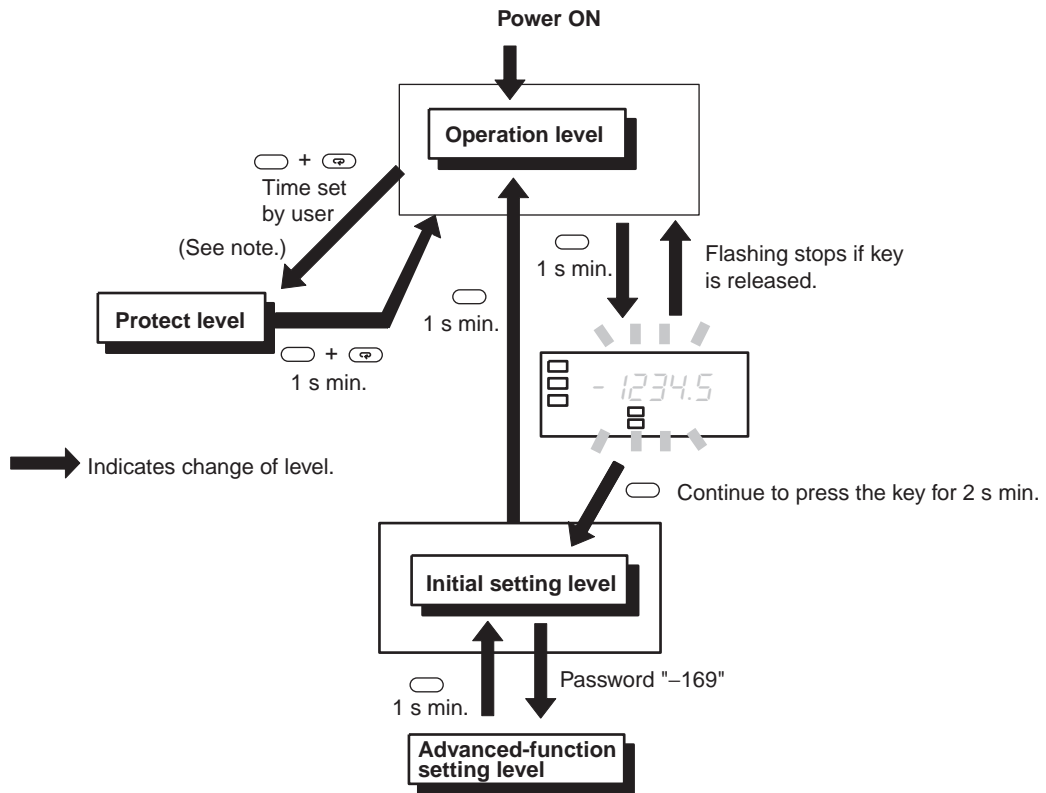 Power ON
Operation level
+
Time set
by user
(See note.)
1 s min.
Flashing stops if key
is released.
Protect level
1 s min.
+
1 s min.
-1234.5
Indicates change of level.
Continue to press the key for 2 s min.
Initial setting level
Password "–169"
1 s min.
Advanced-function
setting level